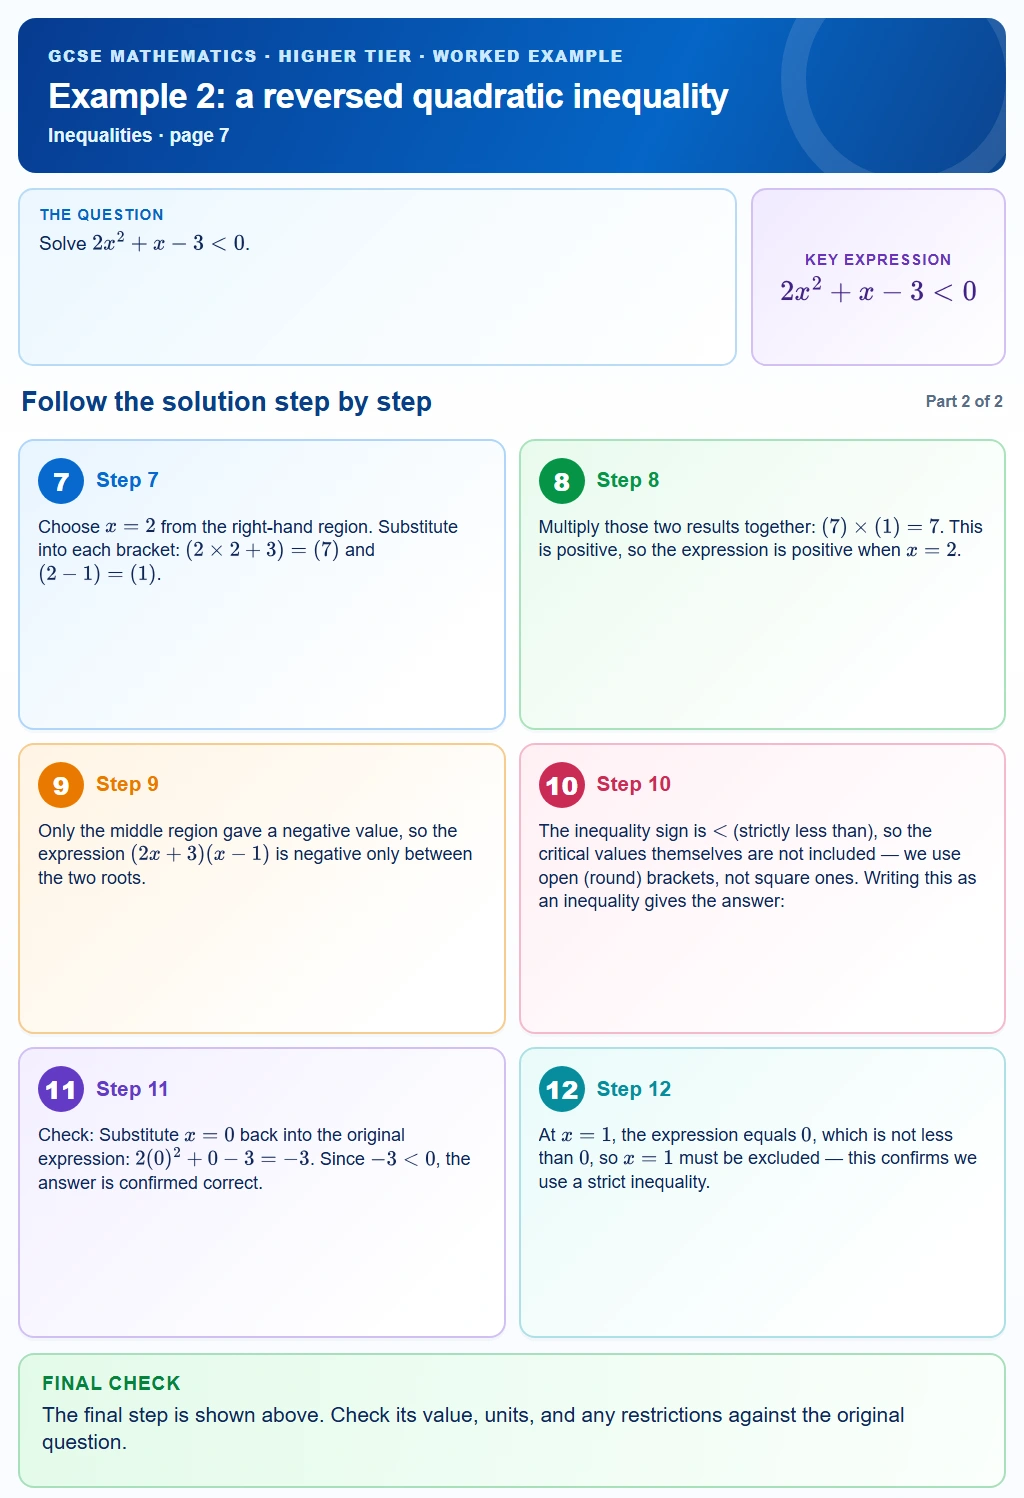 GCSE MATHEMATICS · HIGHER TIER · WORKED EXAMPLE
Example 2: a reversed quadratic inequality
Inequalities · page 7
THE QUESTION
Solve 2x² + x − 3 < 0.
KEY EXPRESSION
2x² + x − 3 < 0
Follow the solution step by step
Part 2 of 2
7 Step 7
Choose x = 2 from the right-hand region. Substitute
into each bracket: (2 × 2 + 3) = (7) and
(2 − 1) = (1).
8 Step 8
Multiply those two results together: (7) × (1) = 7. This
is positive, so the expression is positive when x = 2.
9 Step 9
Only the middle region gave a negative value, so the
expression (2x + 3)(x − 1) is negative only between
the two roots.
10 Step 10
The inequality sign is < (strictly less than), so the
critical values themselves are not included — we use
open (round) brackets, not square ones. Writing this as
an inequality gives the answer:
11 Step 11
Check: Substitute x = 0 back into the original
expression: 2(0)² + 0 − 3 = −3. Since −3 < 0, the
answer is confirmed correct.
12 Step 12
At x = 1, the expression equals 0, which is not less
than 0, so x = 1 must be excluded — this confirms we
use a strict inequality.
FINAL CHECK
The final step is shown above. Check its value, units, and any restrictions against the original
question.